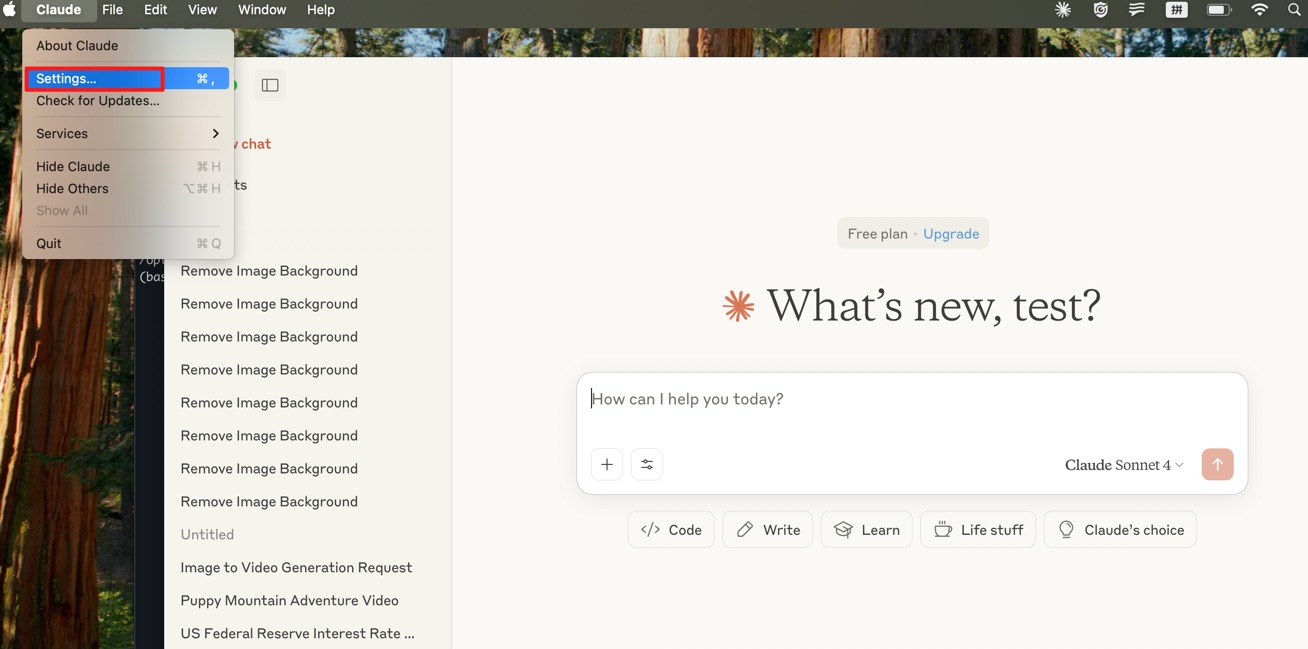 Claude File Edit View Window Help 拼
About Claude
Settings... ⌘ ,
Check for Updates...
Services
Hide Claude ⌘ H
Hide Others ⌥ ⌘ H
Show All
Quit ⌘ Q
chat
ts
(bas
Remove Image Background
Remove Image Background
Remove Image Background
Remove Image Background
Remove Image Background
Remove Image Background
Remove Image Background
Remove Image Background
Untitled
Image to Video Generation Request
Puppy Mountain Adventure Video
US Federal Reserve Interest Rate ...
Free plan · Upgrade
What's new, test?
How can I help you today?
Claude Sonnet 4
</> Code
Write
Learn
Life stuff
Claude's choice